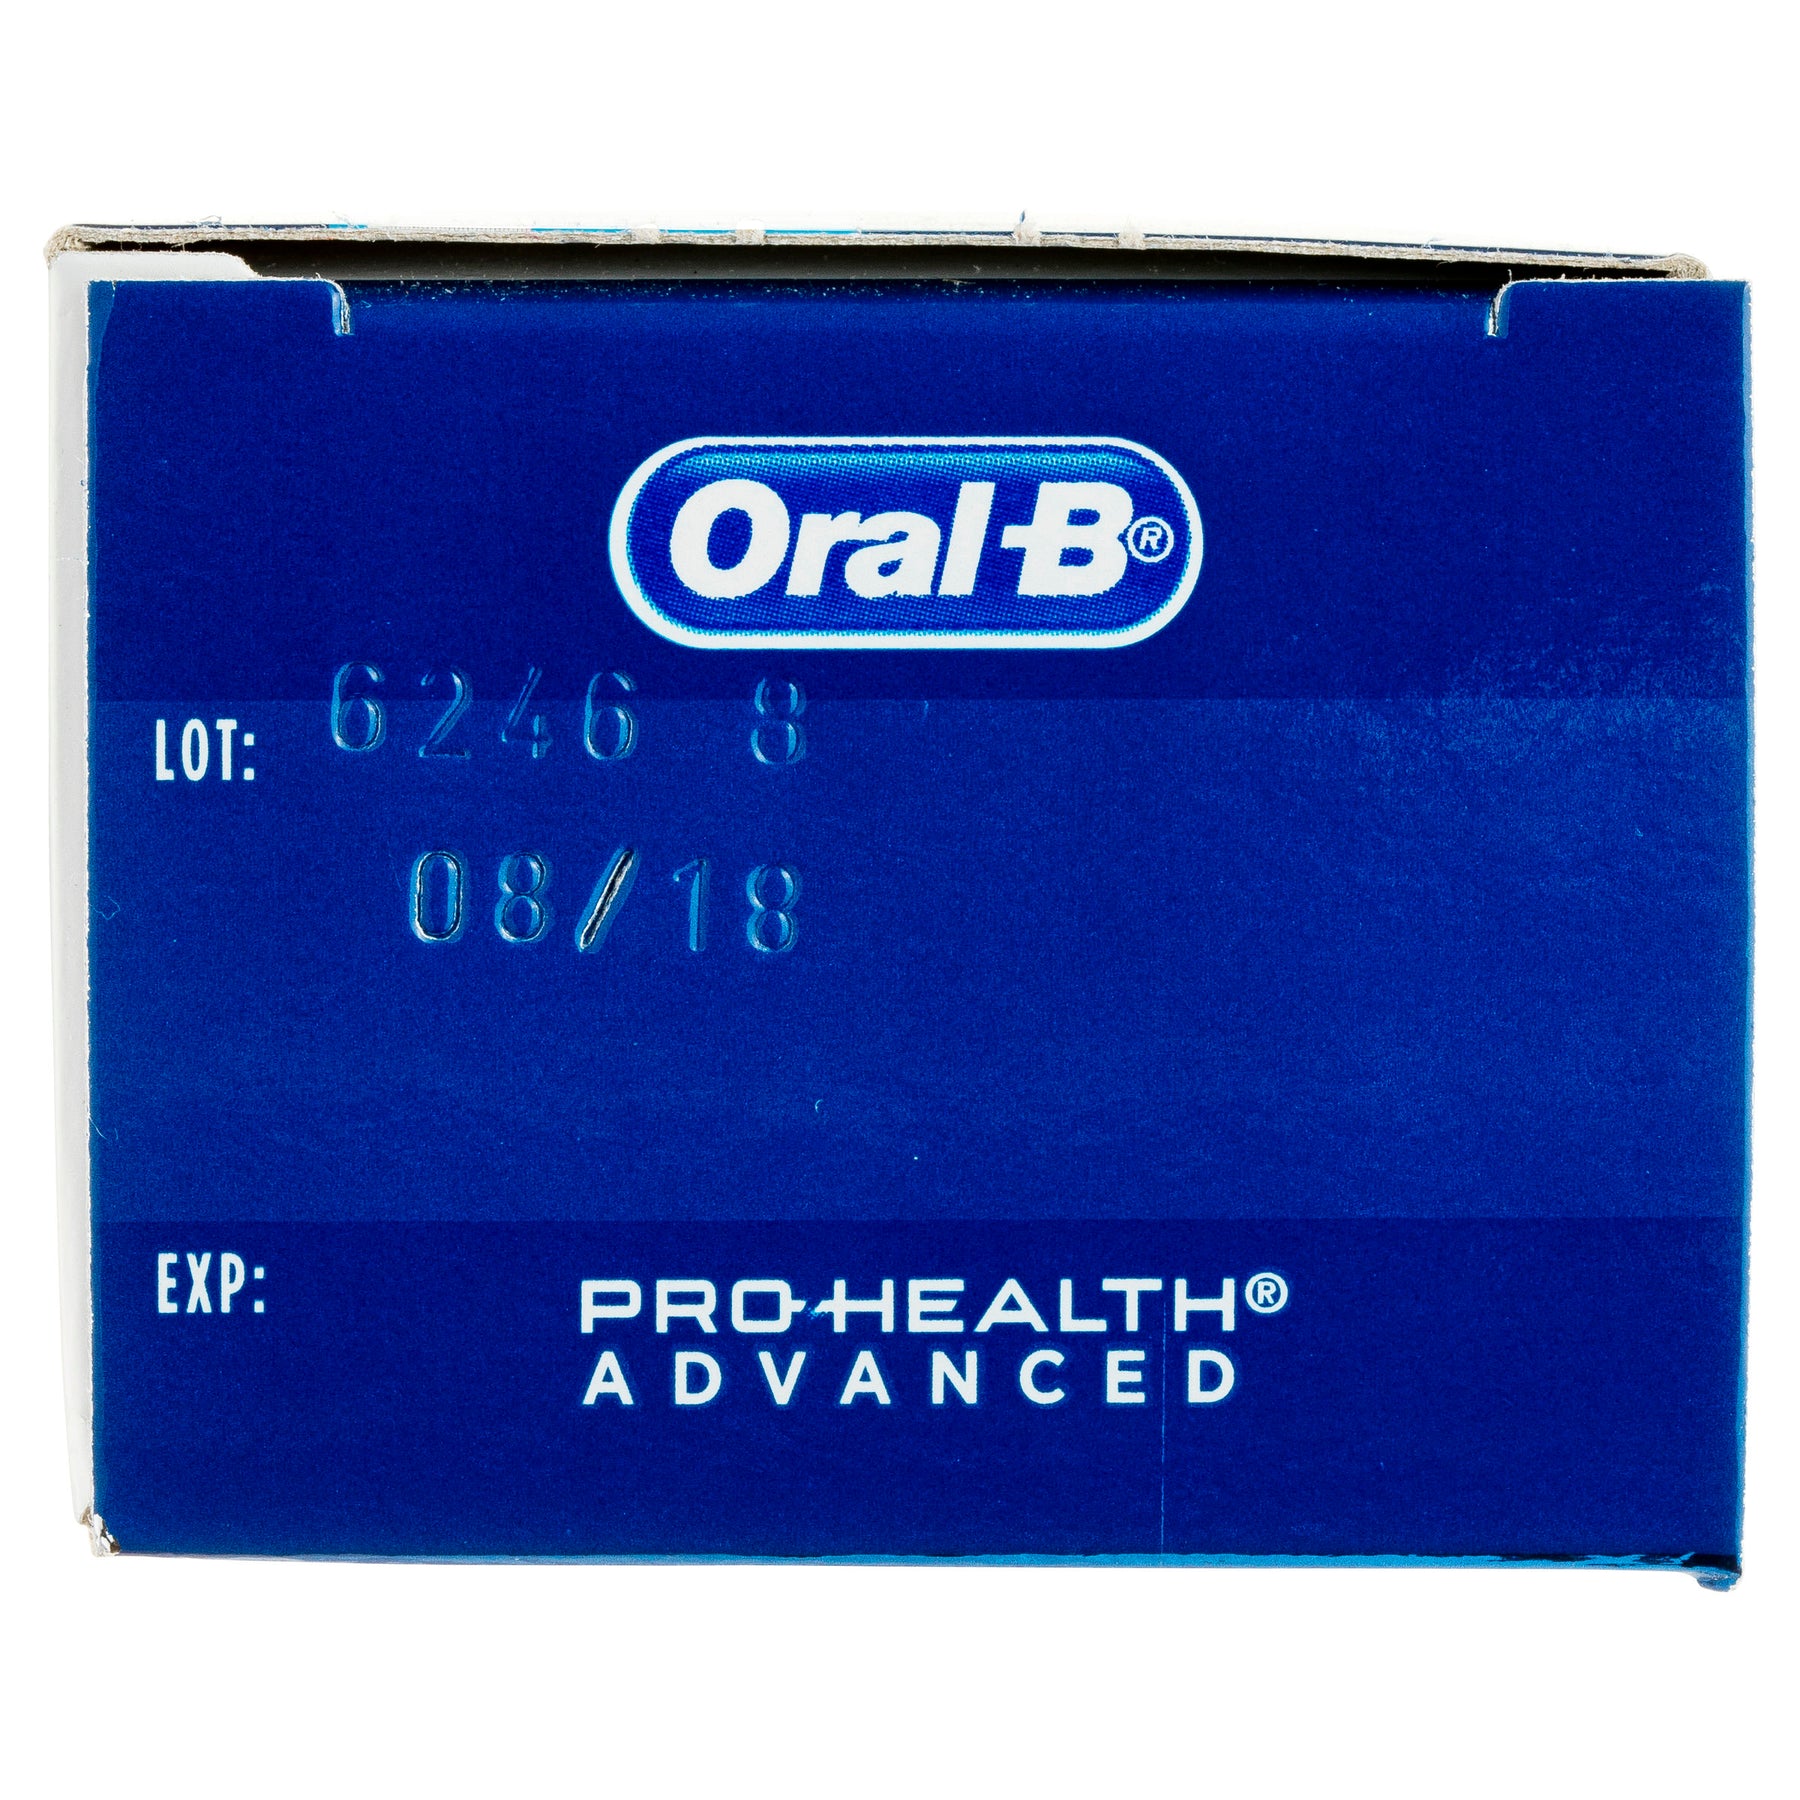 Oral-B®
LOT: 6246 8
08/18
EXP:
PRO-HEALTH®
ADVANCED